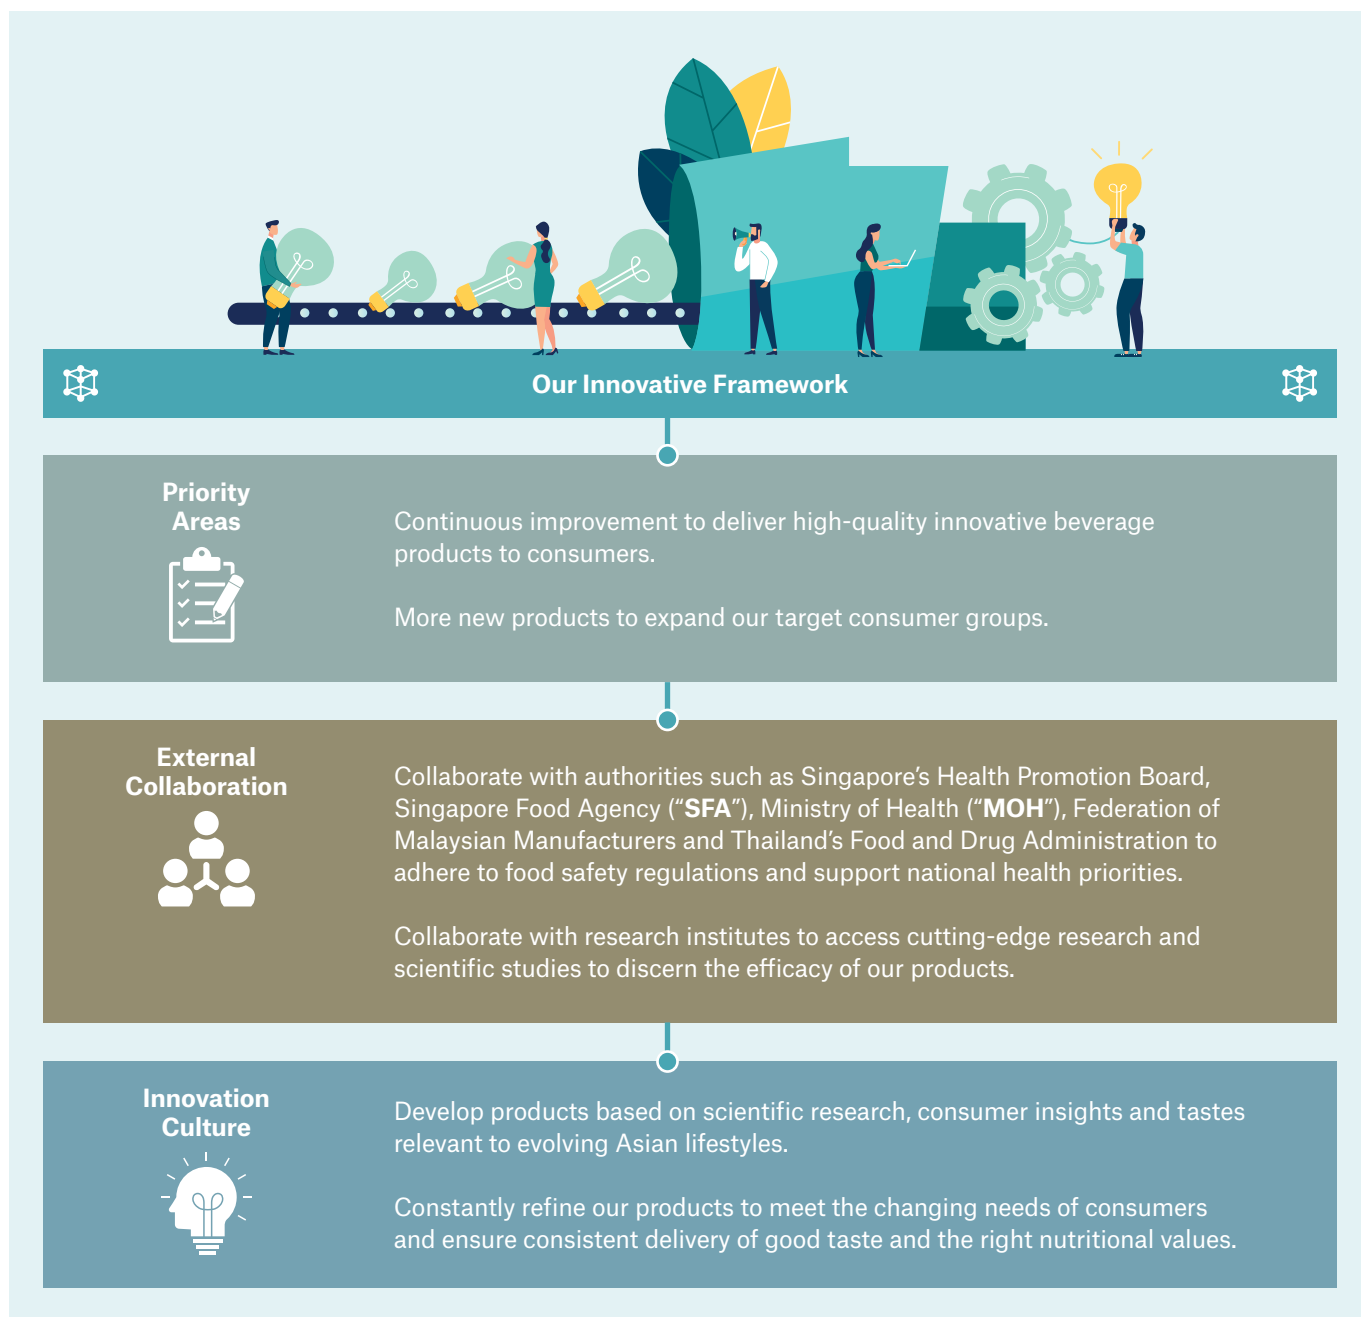 Our Innovative Framework
Priority
Areas
Continuous improvement to deliver high-quality innovative beverage
products to consumers.
More new products to expand our target consumer groups.
External
Collaboration
Collaborate with authorities such as Singapore’s Health Promotion Board,
Singapore Food Agency (“SFA”), Ministry of Health (“MOH”), Federation of
Malaysian Manufacturers and Thailand’s Food and Drug Administration to
adhere to food safety regulations and support national health priorities.
Collaborate with research institutes to access cutting-edge research and
scientific studies to discern the efficacy of our products.
Innovation
Culture
Develop products based on scientific research, consumer insights and tastes
relevant to evolving Asian lifestyles.
Constantly refine our products to meet the changing needs of consumers
and ensure consistent delivery of good taste and the right nutritional values.